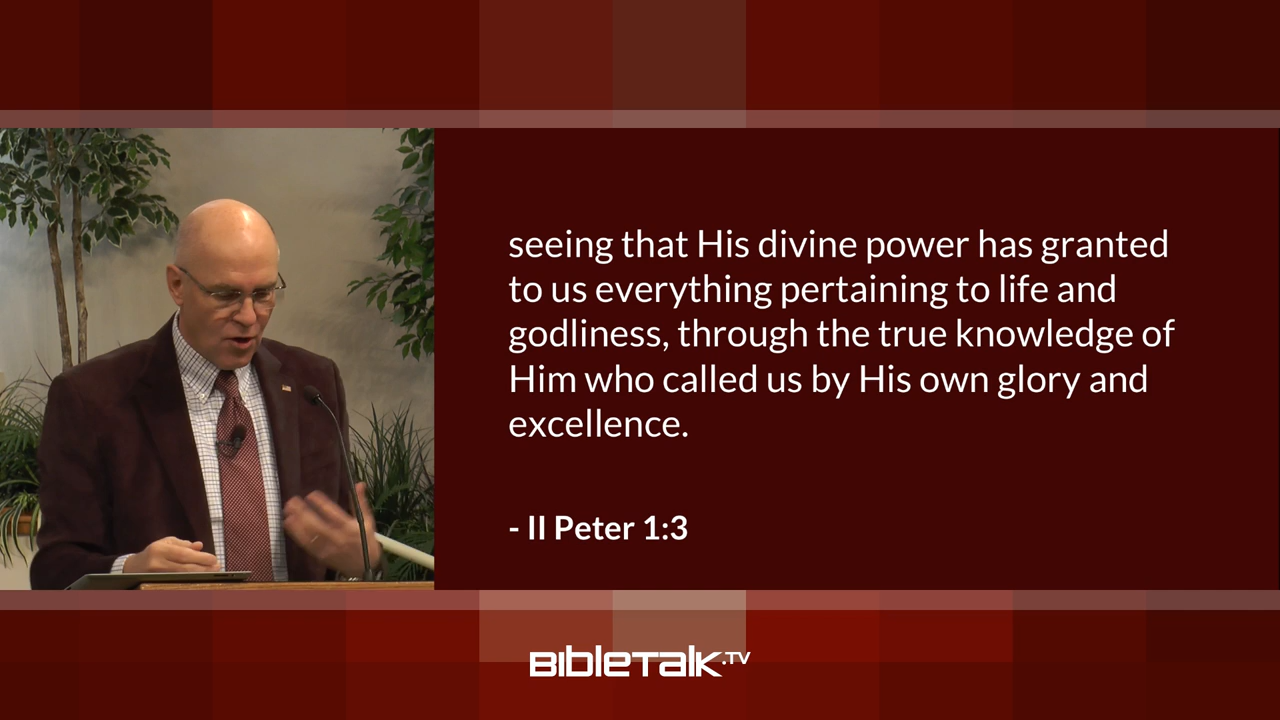 seeing that His divine power has granted
to us everything pertaining to life and
godliness, through the true knowledge of
Him who called us by His own glory and
excellence.
- II Peter 1:3
BIBLETALK.TV